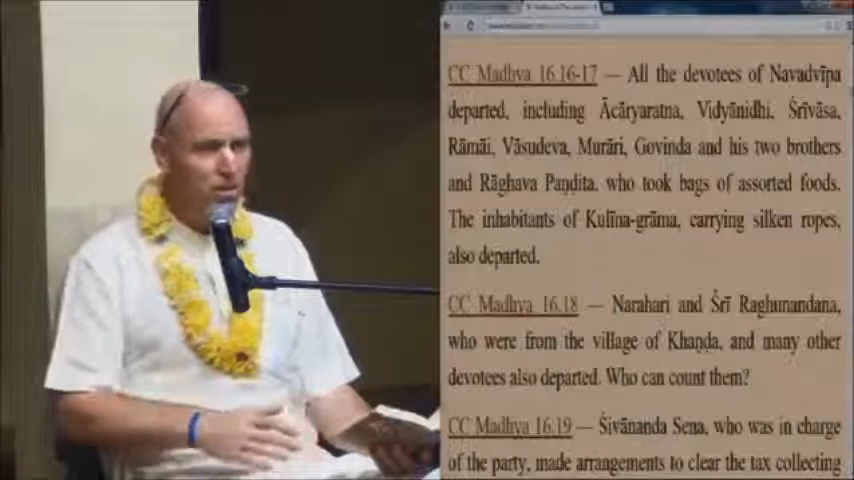 CC Madhya 16.16-17 — All the devotees of Navadvīpa
departed, including Ācāryaratna, Vidyānidhi, Śrīvāsa,
Rāmāi, Vāsudeva, Murāri, Govinda and his two brothers
and Rāghava Paṇḍita, who took bags of assorted foods.
The inhabitants of Kulīna-grāma, carrying silken ropes,
also departed.
CC Madhya 16.18 — Narahari and Śrī Raghunandana,
who were from the village of Khaṇḍa, and many other
devotees also departed. Who can count them?
CC Madhya 16.19 — Śivānanda Sena, who was in charge
of the party, made arrangements to clear the tax collecting